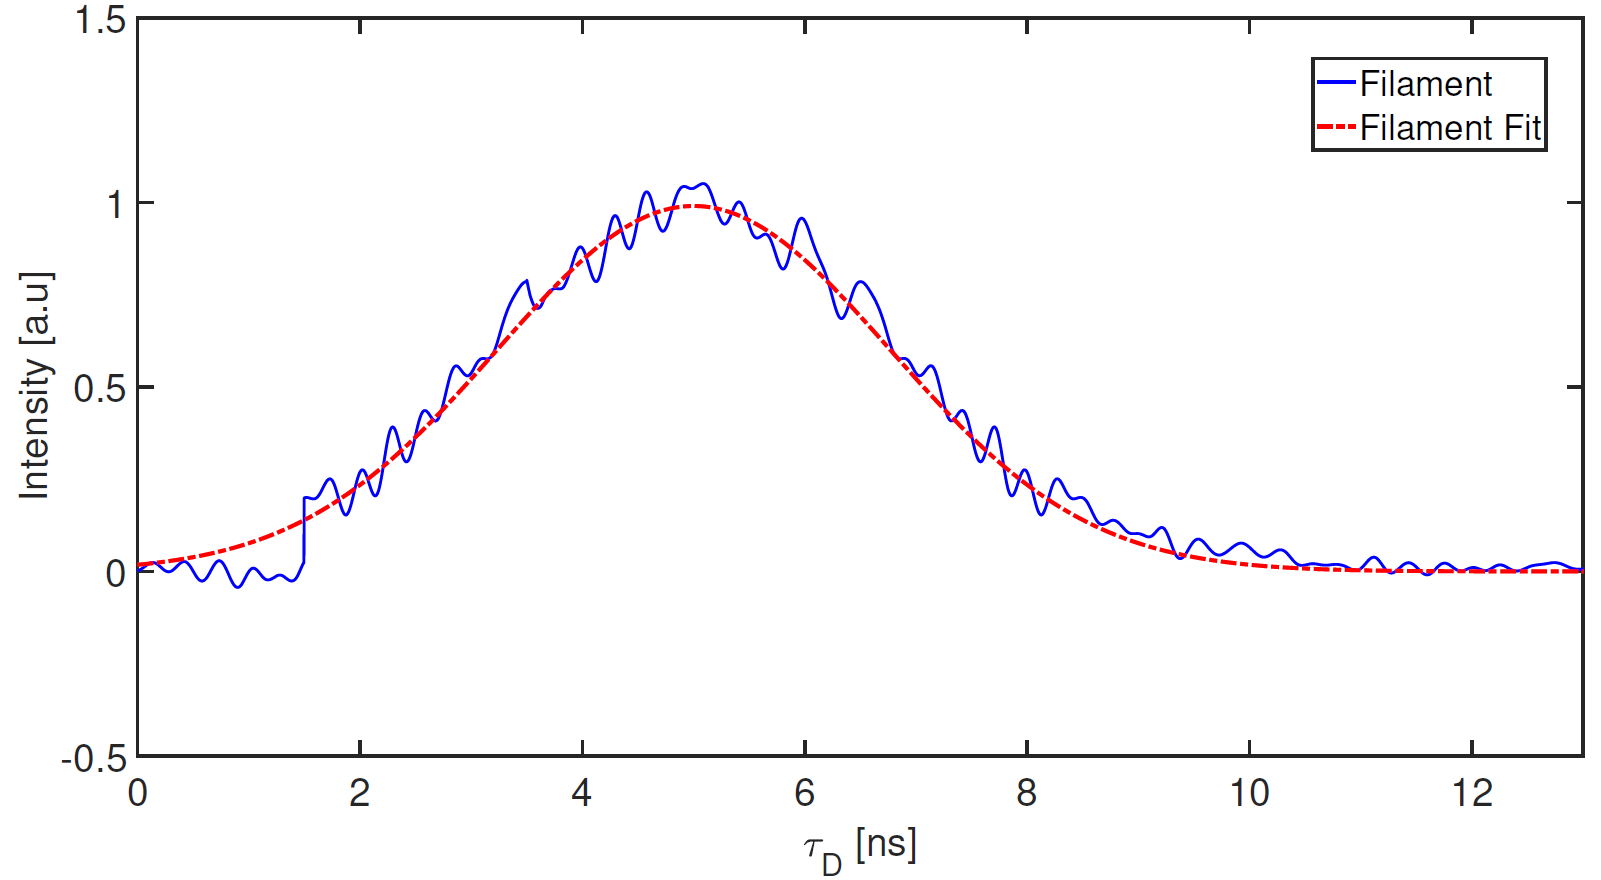 1.5
1
0.5
0
-0.5
Intensity [a.u]
Filament
Filament Fit
0 2 4 6 8 10 12
τD [ns]